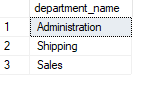 department_name
1 Administration
2 Shipping
3 Sales